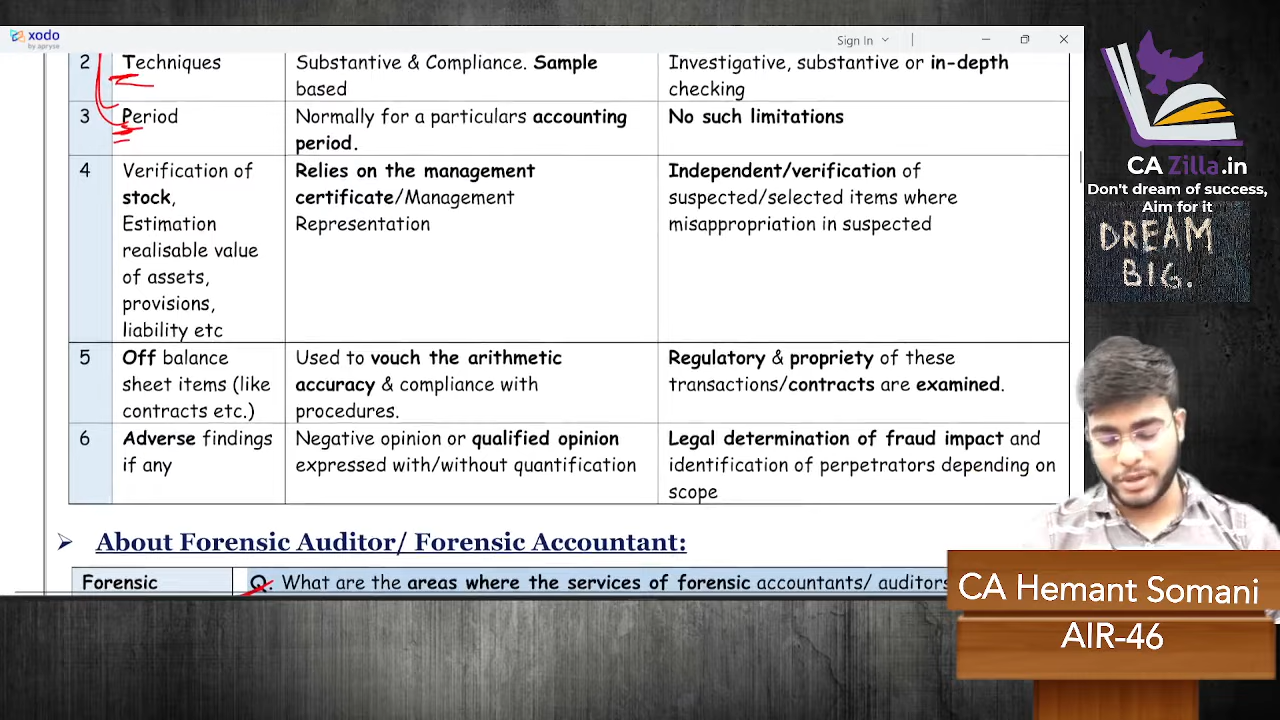 xodo
by apryse
Sign In
2 Techniques Substantive & Compliance. Sample Investigative, substantive or in-depth
based checking
3 Period Normally for a particulars accounting No such limitations
period.
4 Verification of Relies on the management Independent/verification of
stock, certificate/Management suspected/selected items where
Estimation Representation misappropriation in suspected
realisable value
of assets,
provisions,
liability etc
5 Off balance Used to vouch the arithmetic Regulatory & propriety of these
sheet items (like accuracy & compliance with transactions/contracts are examined.
contracts etc.) procedures.
6 Adverse findings Negative opinion or qualified opinion Legal determination of fraud impact and
if any expressed with/without quantification identification of perpetrators depending on
scope
About Forensic Auditor/ Forensic Accountant:
Forensic Q. What are the areas where the services of forensic accountants/ auditors
CA Zilla.in
Don't dream of success,
Aim for it
DREAM
BIG.
CA Hemant Somani
AIR-46